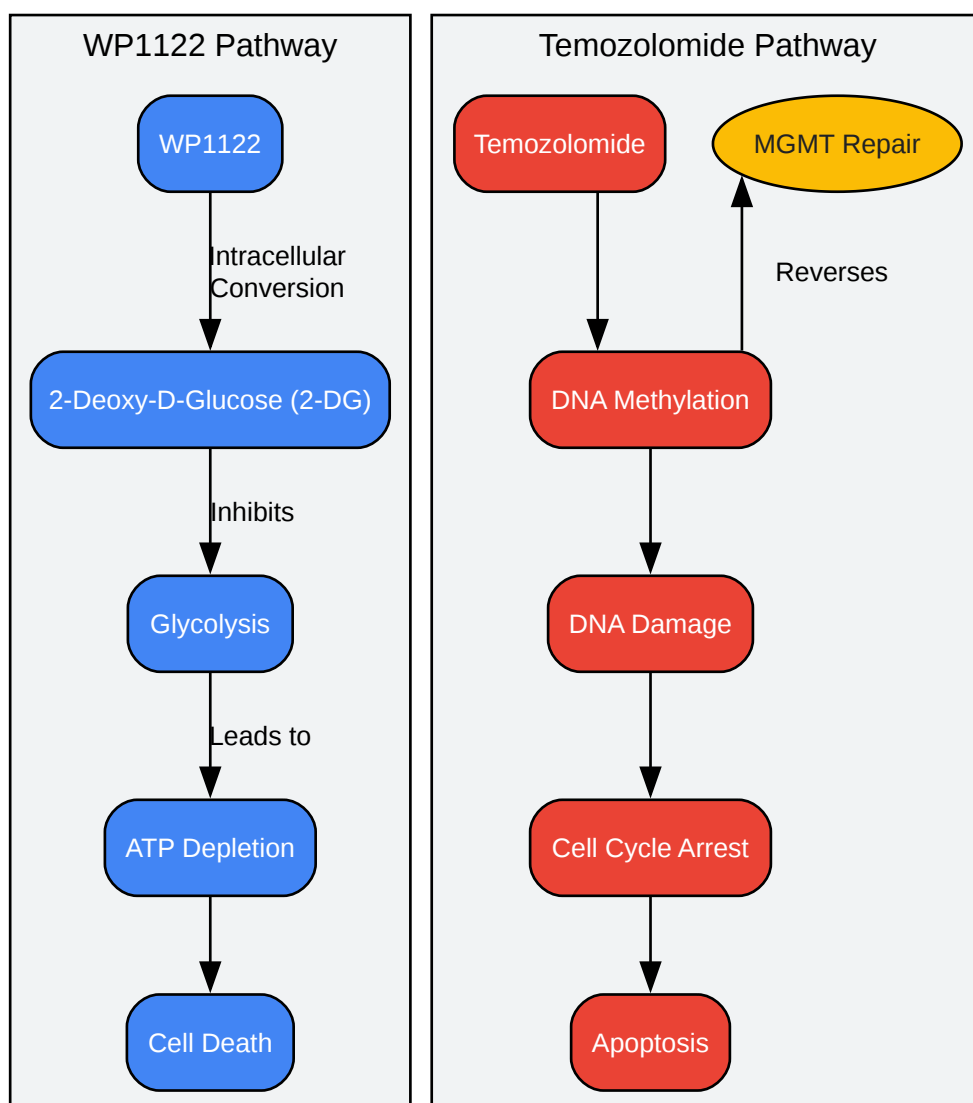 WP1122 Pathway
WP1122
Intracellular
Conversion
2-Deoxy-D-Glucose (2-DG)
Inhibits
Glycolysis
Leads to
ATP Depletion
Cell Death
Temozolomide Pathway
Temozolomide
MGMT Repair
Reverses
DNA Methylation
DNA Damage
Cell Cycle Arrest
Apoptosis